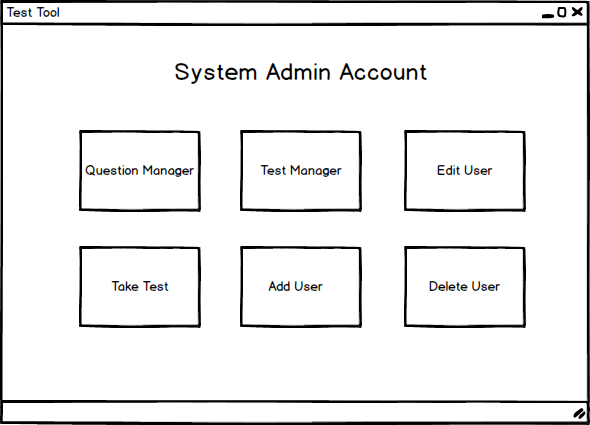 Test Tool
System Admin Account
Question Manager
Test Manager
Edit User
Take Test
Add User
Delete User